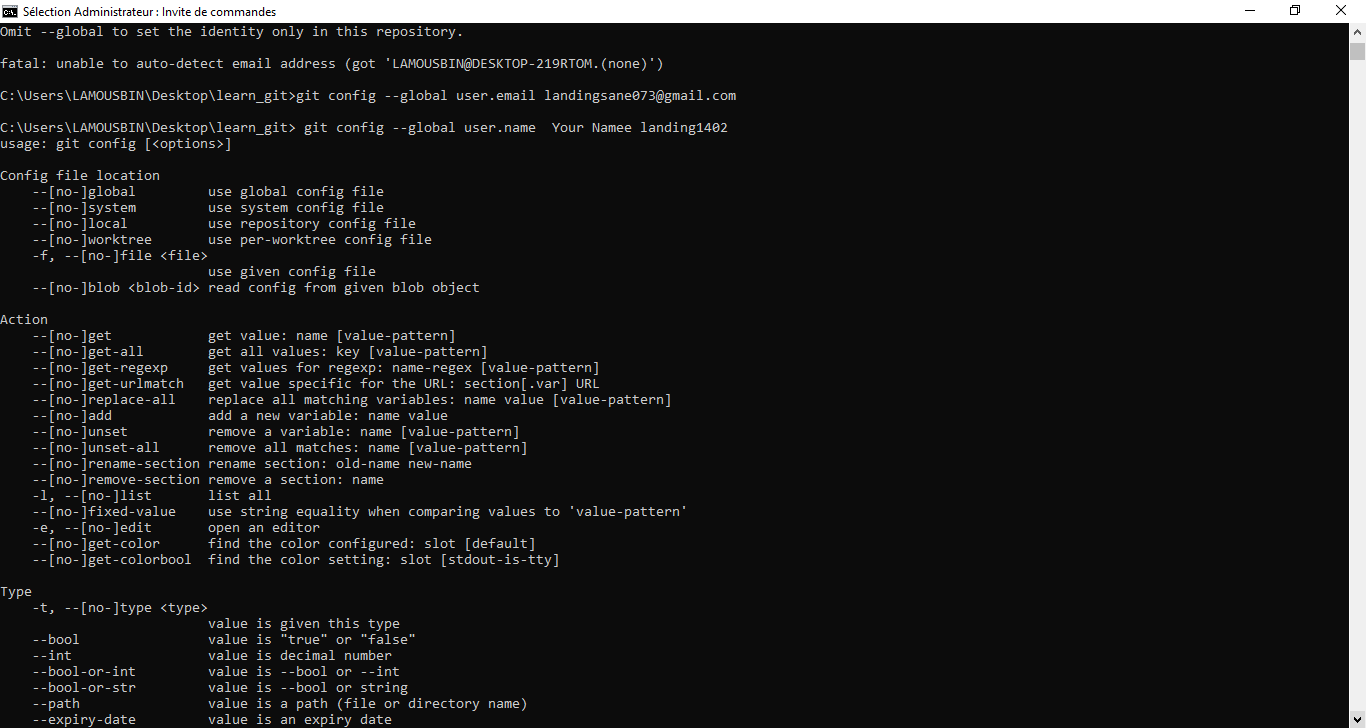 Sélection Administrateur : Invite de commandes
Omit --global to set the identity only in this repository.
fatal: unable to auto-detect email address (got 'LAMOUSBIN@DESKTOP-219RTOM.(none)')
C:\Users\LAMOUSBIN\Desktop\learn_git>git config --global user.email landingsane073@gmail.com
C:\Users\LAMOUSBIN\Desktop\learn_git> git config --global user.name  Your Namee landing1402
usage: git config [<options>]
Config file location
    --[no-]global         use global config file
    --[no-]system         use system config file
    --[no-]local          use repository config file
    --[no-]worktree       use per-worktree config file
    -f, --[no-]file <file>
                          use given config file
    --[no-]blob <blob-id> read config from given blob object
Action
    --[no-]get            get value: name [value-pattern]
    --[no-]get-all        get all values: key [value-pattern]
    --[no-]get-regexp     get values for regexp: name-regex [value-pattern]
    --[no-]get-urlmatch   get value specific for the URL: section[.var] URL
    --[no-]replace-all    replace all matching variables: name value [value-pattern]
    --[no-]add            add a new variable: name value
    --[no-]unset          remove a variable: name [value-pattern]
    --[no-]unset-all      remove all matches: name [value-pattern]
    --[no-]rename-section rename section: old-name new-name
    --[no-]remove-section remove a section: name
    -l, --[no-]list       list all
    --[no-]fixed-value    use string equality when comparing values to 'value-pattern'
    -e, --[no-]edit       open an editor
    --[no-]get-color      find the color configured: slot [default]
    --[no-]get-colorbool  find the color setting: slot [stdout-is-tty]
Type
    -t, --[no-]type <type>
                          value is given this type
    --bool                value is "true" or "false"
    --int                 value is decimal number
    --bool-or-int         value is --bool or --int
    --bool-or-str         value is --bool or string
    --path                value is a path (file or directory name)
    --expiry-date         value is an expiry date